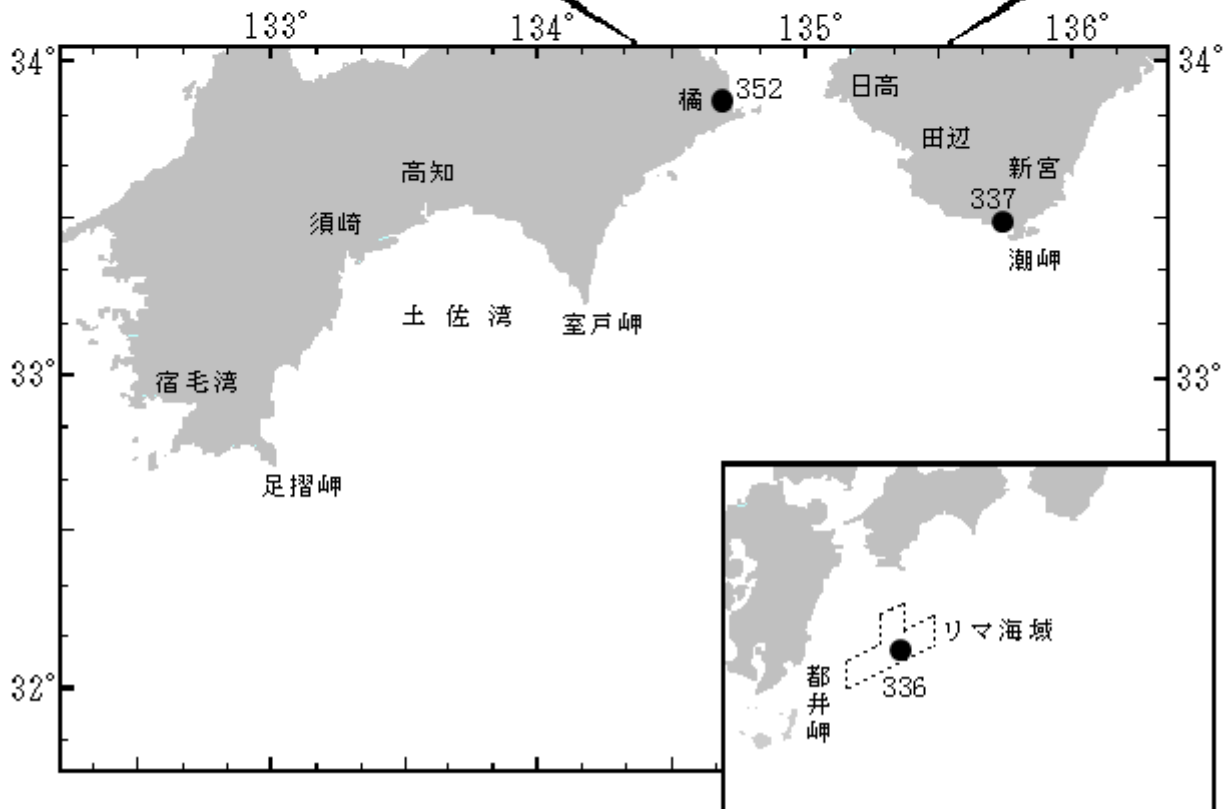 133°
134°
135°
136°
34°
34°
橘
352
日高
田辺
新宮
337
潮岬
高知
須崎
土佐湾
室戸岬
33°
33°
宿毛湾
足摺岬
リマ海域
336
都井岬
32°